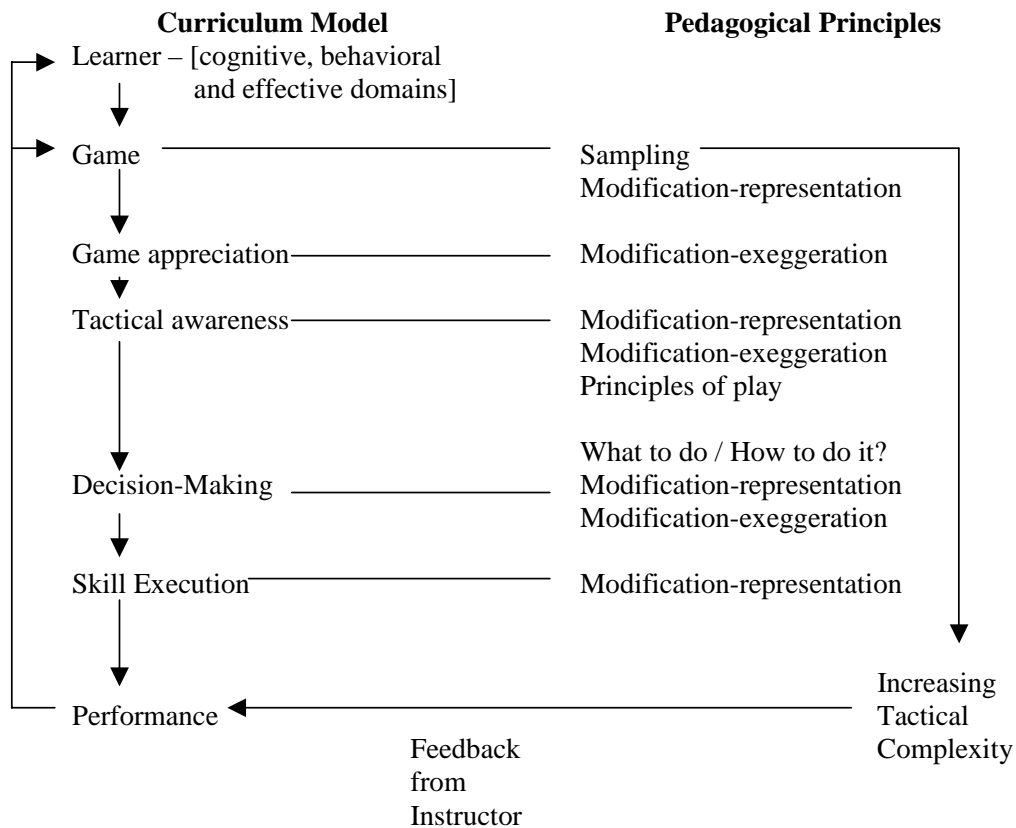 Curriculum Model
Pedagogical Principles
Learner – [cognitive, behavioral
and effective domains]
Game
Sampling
Modification-representation
Game appreciation
Modification-exeggeration
Tactical awareness
Modification-representation
Modification-exeggeration
Principles of play
What to do / How to do it?
Decision-Making
Modification-representation
Modification-exeggeration
Skill Execution
Modification-representation
Increasing
Tactical
Complexity
Performance
Feedback
from
Instructor